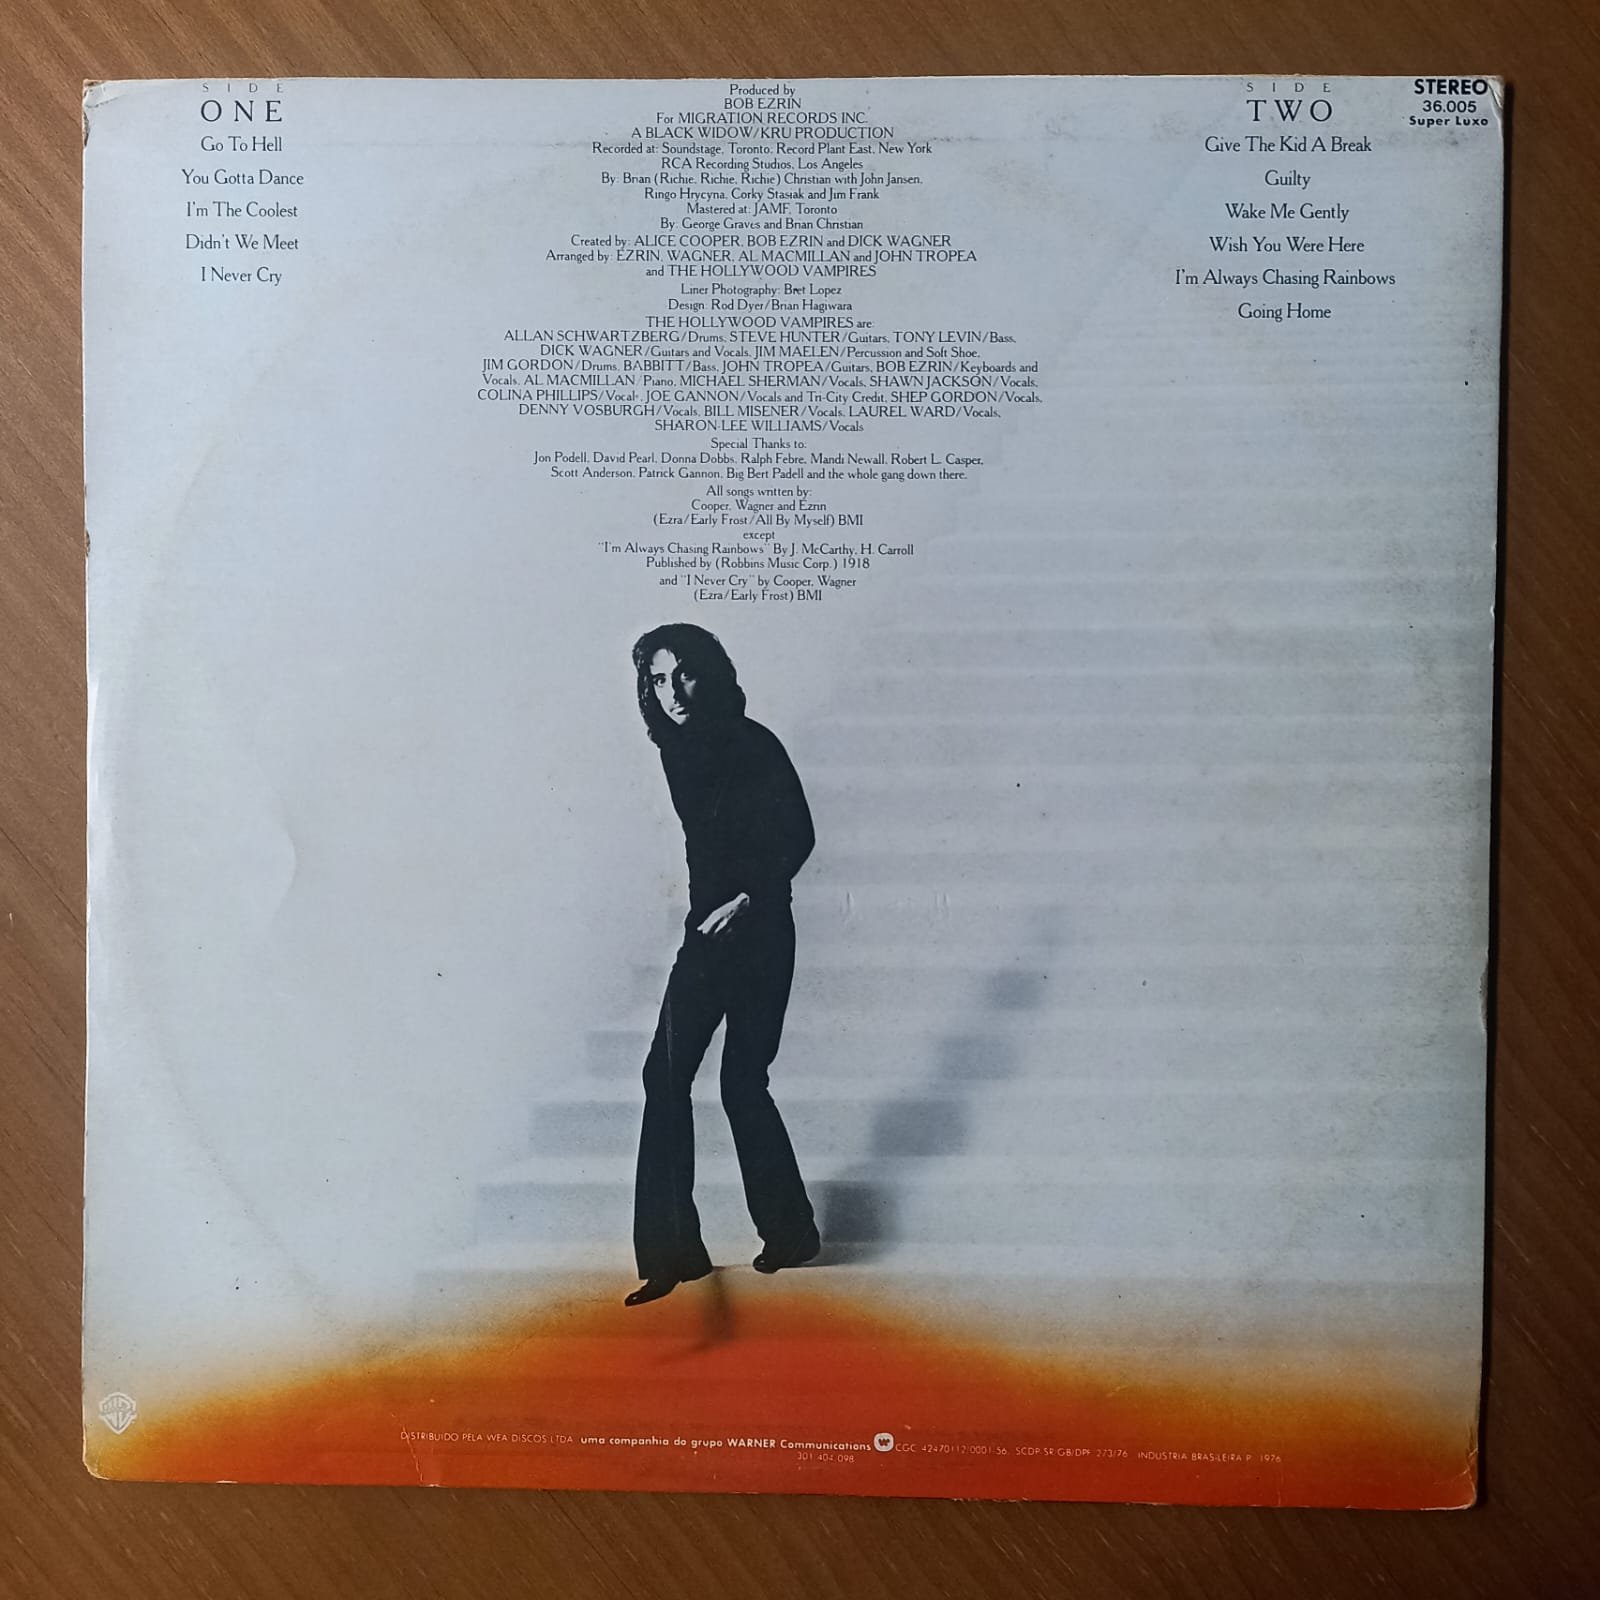 SIDE
ONE
Go To Hell
You Gotta Dance
I'm The Coolest
Didn't We Meet
I Never Cry
Produced by
BOB EZRIN
For MIGRATION RECORDS INC.
A BLACK WIDOW/KRU PRODUCTION
Recorded at: Soundstage, Toronto: Record Plant East, New York
RCA Recording Studios, Los Angeles
By: Brian (Richie, Richie, Richie) Christian with John Jansen,
Ringo Hrycyna, Corky Stasiak and Jim Frank
Mastered at: JAMF, Toronto
By: George Graves and Brian Christian
Created by: ALICE COOPER, BOB EZRIN and DICK WAGNER
Arranged by: EZRIN, WAGNER, AL MACMILLAN and JOHN TROPEA
and THE HOLLYWOOD VAMPIRES
Liner Photography: Bret Lopez
Design: Rod Dyer/Brian Hagiwara
THE HOLLYWOOD VAMPIRES are:
ALLAN SCHWARTZBERG/Drums, STEVE HUNTER/Guitars, TONY LEVIN/Bass,
DICK WAGNER/Guitars and Vocals, JIM MAELEN/Percussion and Soft Shoe,
JIM GORDON/Drums, BABBITT/Bass, JOHN TROPEA/Guitars, BOB EZRIN/Keyboards and
Vocals, AL MACMILLAN/Piano, MICHAEL SHERMAN/Vocals, SHAWN JACKSON/Vocals,
COLINA PHILLIPS/Vocals, JOE GANNON/Vocals and Tri-City Credit, SHEP GORDON/Vocals,
DENNY VOSBURGH/Vocals, BILL MISENER/Vocals, LAUREL WARD/Vocals,
SHARON-LEE WILLIAMS/Vocals
Special Thanks to:
Jon Podell, David Pearl, Donna Dobbs, Ralph Febre, Mandi Newall, Robert L. Casper,
Scott Anderson, Patrick Gannon, Big Bert Padell and the whole gang down there.
All songs written by:
Cooper, Wagner and Ezrin
(Ezra/Early Frost/All By Myself) BMI
except
"I'm Always Chasing Rainbows" By J. McCarthy, H. Carroll
Published by (Robbins Music Corp.) 1918
and "I Never Cry" by Cooper, Wagner
(Ezra/Early Frost) BMI
SIDE
TWO
Give The Kid A Break
Guilty
Wake Me Gently
Wish You Were Here
I'm Always Chasing Rainbows
Going Home
STEREO
36.005
Super Luxo
DISTRIBUIDO PELA WEA DISCOS LTDA. uma companhia do grupo WARNER Communications CGC 42470112/0001-56. SCDP-SR GB/DPF 273/76 INDUSTRIA BRASILEIRA P. 1976
301 404 098